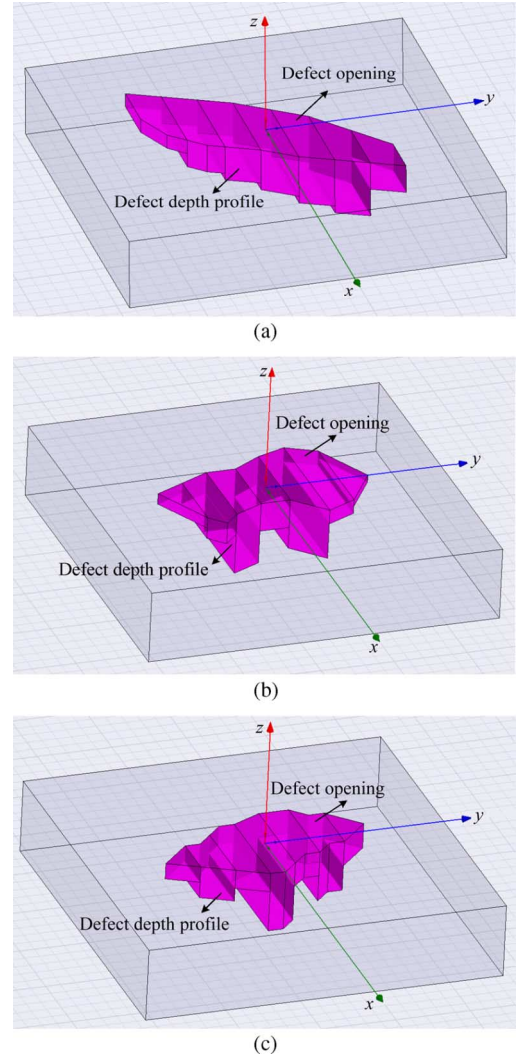 z
Defect opening
y
Defect depth profile
x
(a)
z
Defect opening
y
Defect depth profile
x
(b)
z
Defect opening
y
Defect depth profile
x
(c)